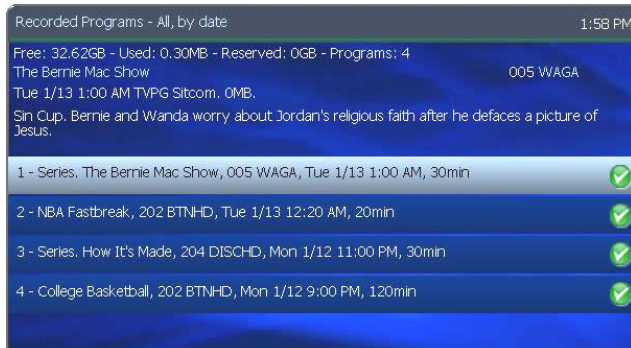 Recorded Programs - All, by date 1:58 PM
Free: 32.62GB - Used: 0.30MB - Reserved: 0GB - Programs: 4
The Bernie Mac Show 005 WAGA
Tue 1/13 1:00 AM TVPG Sitcom. 0MB.
Sin Cup. Bernie and Wanda worry about Jordan's religious faith after he defaces a picture of
Jesus.
1 - Series. The Bernie Mac Show, 005 WAGA, Tue 1/13 1:00 AM, 30min
2 - NBA Fastbreak, 202 BTNHD, Tue 1/13 12:20 AM, 20min
3 - Series. How It's Made, 204 DISCHD, Mon 1/12 11:00 PM, 30min
4 - College Basketball, 202 BTNHD, Mon 1/12 9:00 PM, 120min